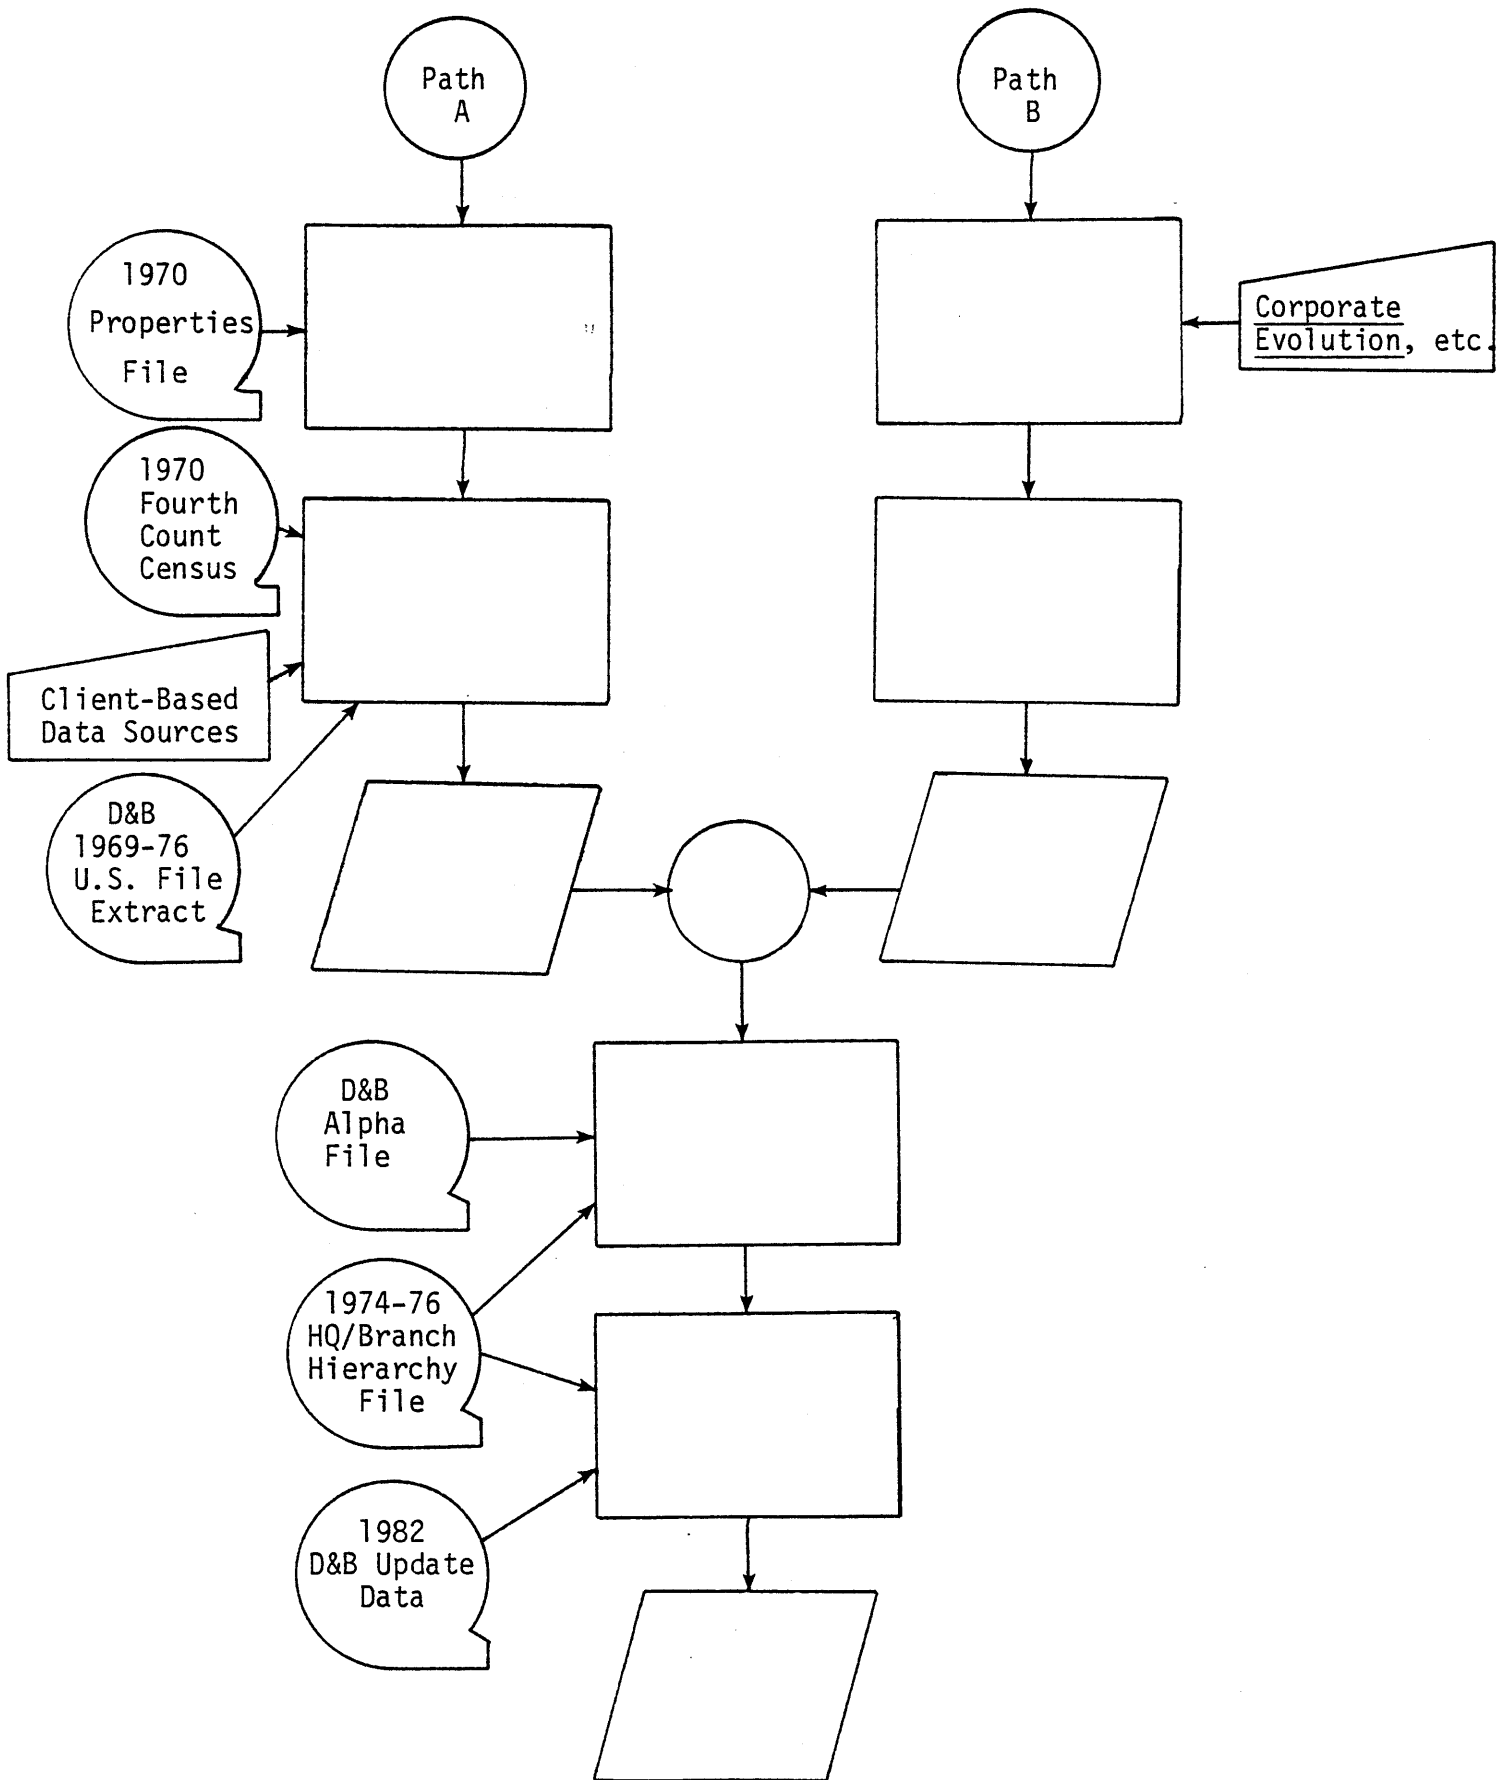 Path
A
Path
B
1970
Properties
File
Corporate
Evolution, etc.
1970
Fourth
Count
Census
Client-Based
Data Sources
D&B
1969-76
U.S. File
Extract
D&B
Alpha
File
1974-76
HQ/Branch
Hierarchy
File
1982
D&B Update
Data